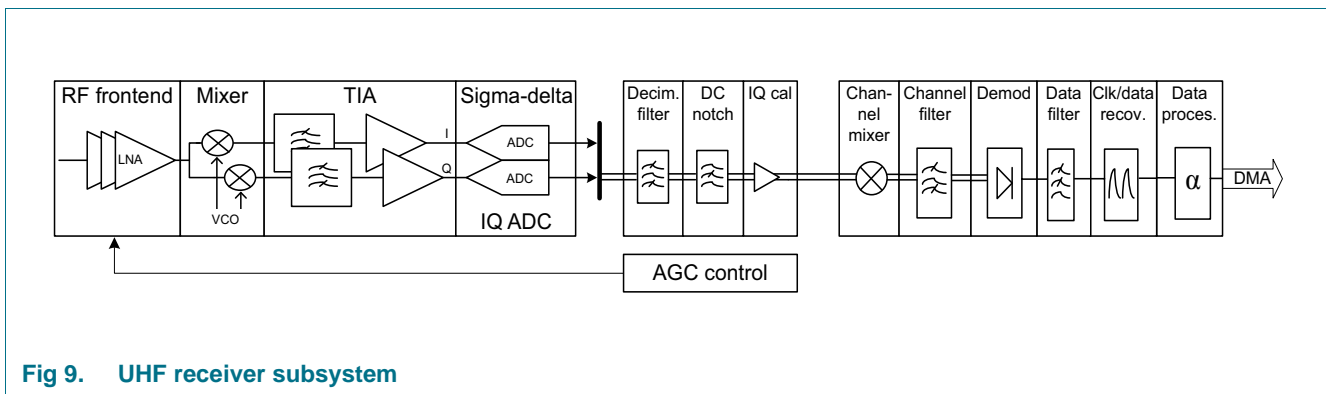 RF frontend
LNA
Mixer
VCO
TIA
I
Q
Sigma-delta
ADC
ADC
IQ ADC
Decim.
filter
DC
notch
IQ cal
Chan-
nel
mixer
Channel
filter
Demod
Data
filter
Clk/data
recov.
Data
proces.
α
DMA
AGC control
Fig 9. UHF receiver subsystem